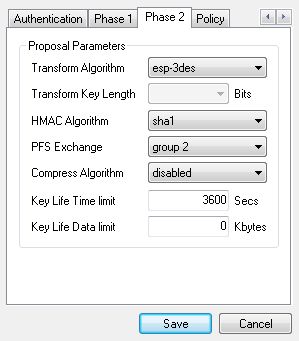 Authentication Phase 1 Phase 2 Policy
Proposal Parameters
Transform Algorithm esp-3des
Transform Key Length Bits
HMAC Algorithm sha1
PFS Exchange group 2
Compress Algorithm disabled
Key Life Time limit 3600 Secs
Key Life Data limit 0 Kbytes
Save Cancel